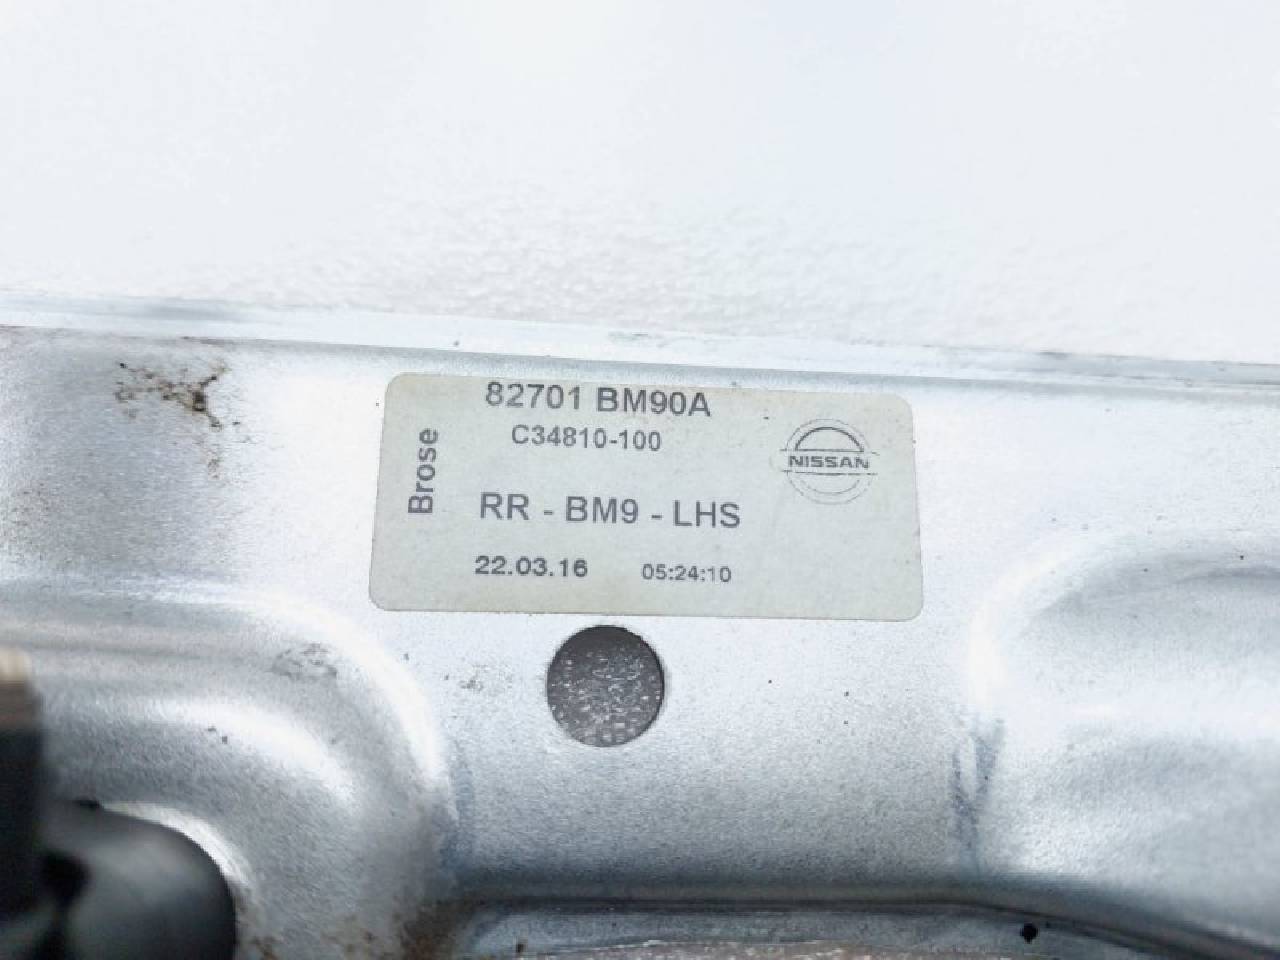 82701 BM90A
C34810-100
Brose
NISSAN
RR - BM9 - LHS
22.03.16 05:24:10